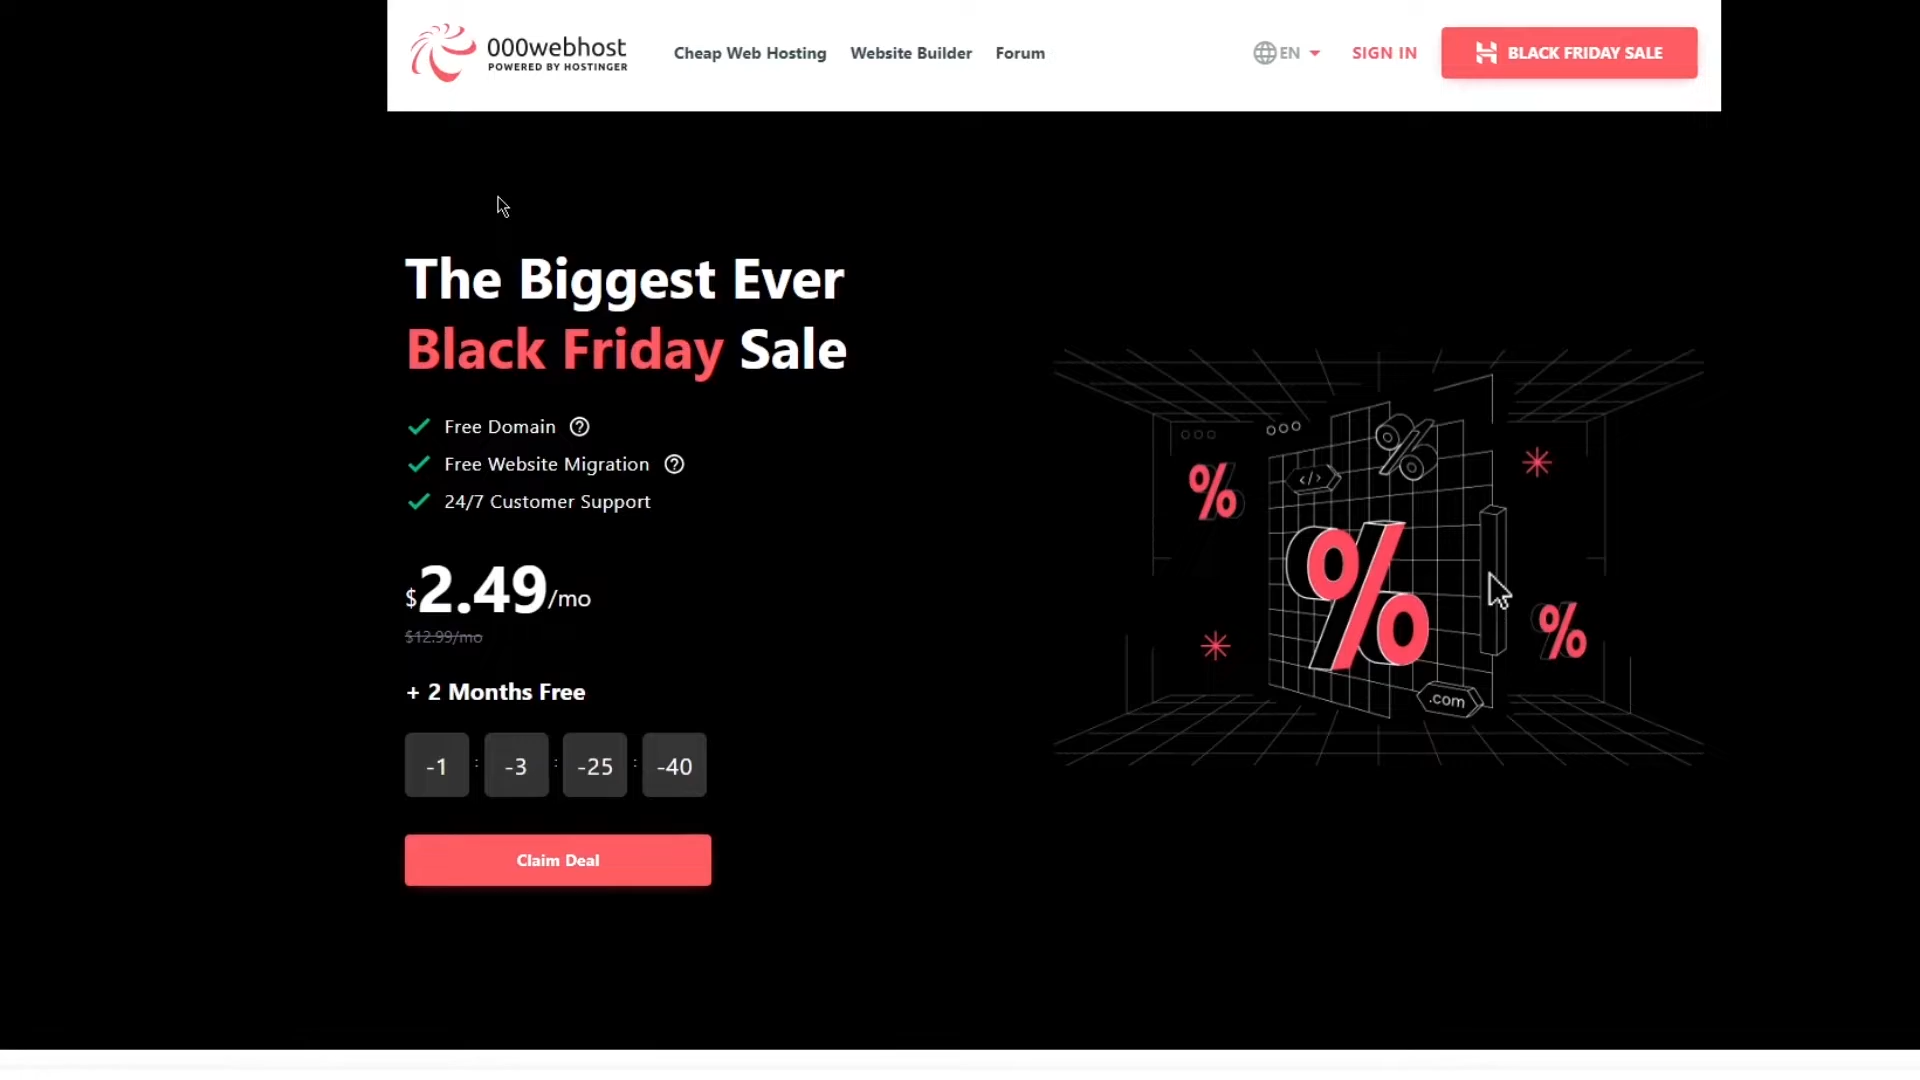 000webhost
POWERED BY HOSTINGER
Cheap Web Hosting
Website Builder
Forum
EN
SIGN IN
BLACK FRIDAY SALE
The Biggest Ever
Black Friday Sale
Free Domain
Free Website Migration
24/7 Customer Support
$2.49/mo
$12.99/mo
+ 2 Months Free
-1 : -3 : -25 : -40
Claim Deal
%
%
</>
%
%
.com